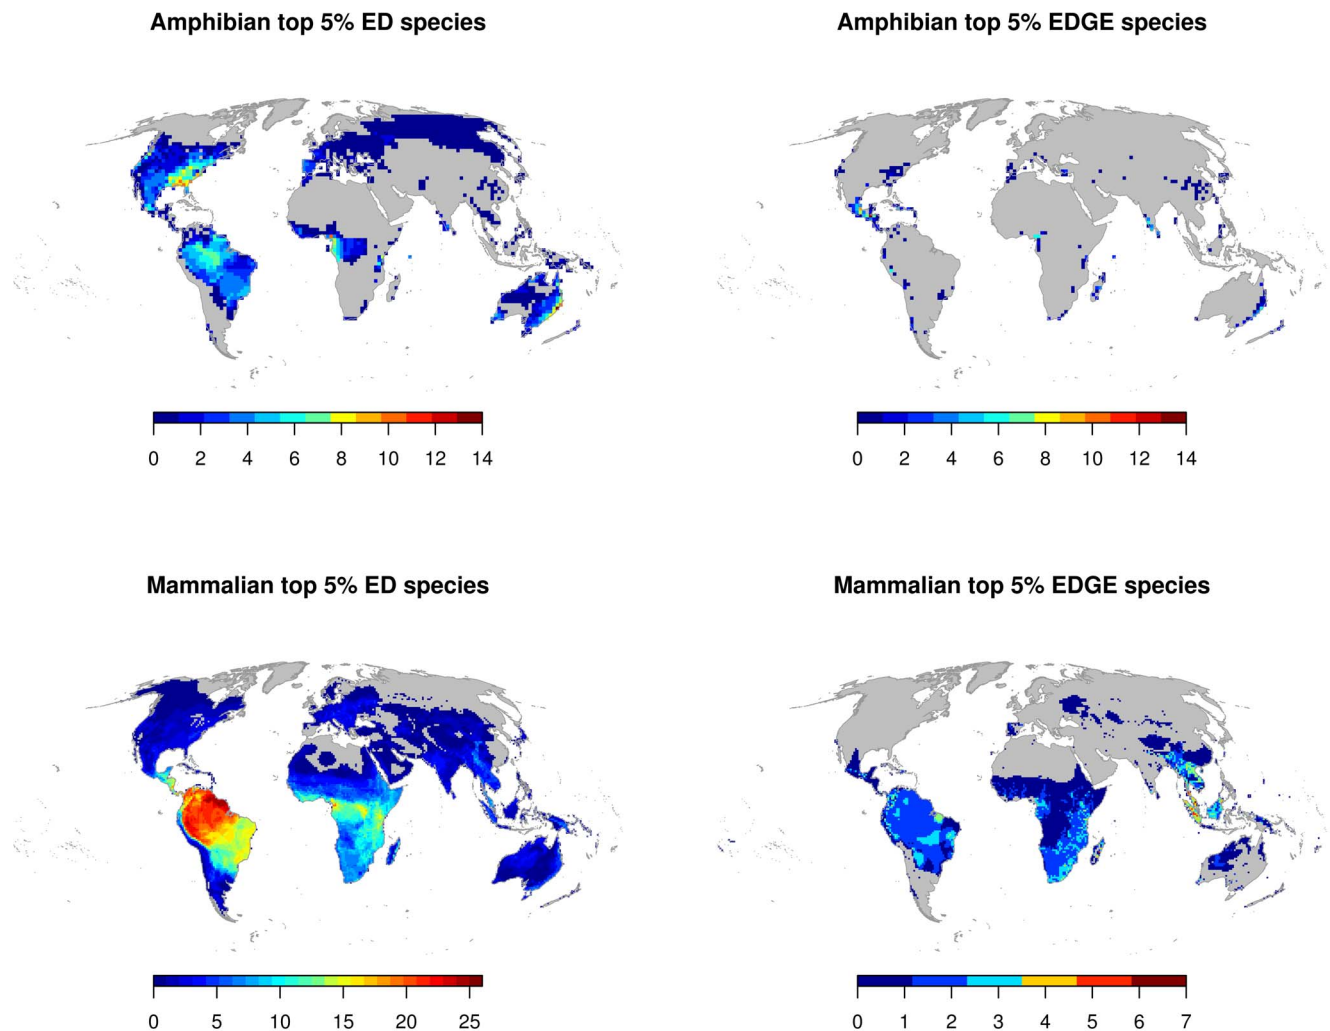 Amphibian top 5% ED species
Amphibian top 5% EDGE species
0 2 4 6 8 10 12 14
0 2 4 6 8 10 12 14
Mammalian top 5% ED species
Mammalian top 5% EDGE species
0 5 10 15 20 25
0 1 2 3 4 5 6 7